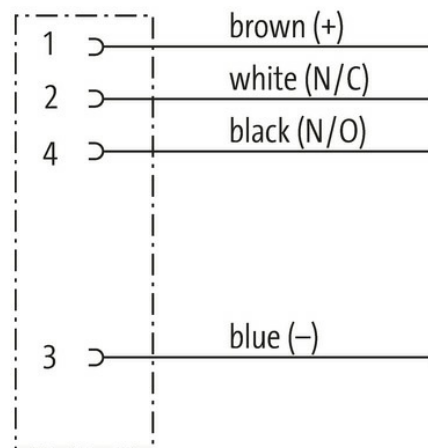 1 brown (+)
2 white (N/C)
4 black (N/O)
3 blue (–)